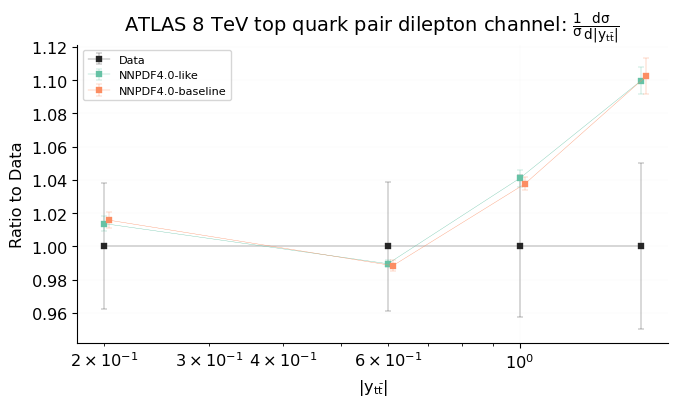 ATLAS 8 TeV top quark pair dilepton channel: $\frac{1}{\sigma}\frac{d\sigma}{d|y_{t\bar{t}}|}$
1.12
1.10
1.08
1.06
1.04
1.02
1.00
0.98
0.96
Ratio to Data
Data
NNPDF4.0-like
NNPDF4.0-baseline
2 × 10⁻¹ 3 × 10⁻¹ 4 × 10⁻¹ 6 × 10⁻¹ 10⁰
$|y_{t\bar{t}}|$